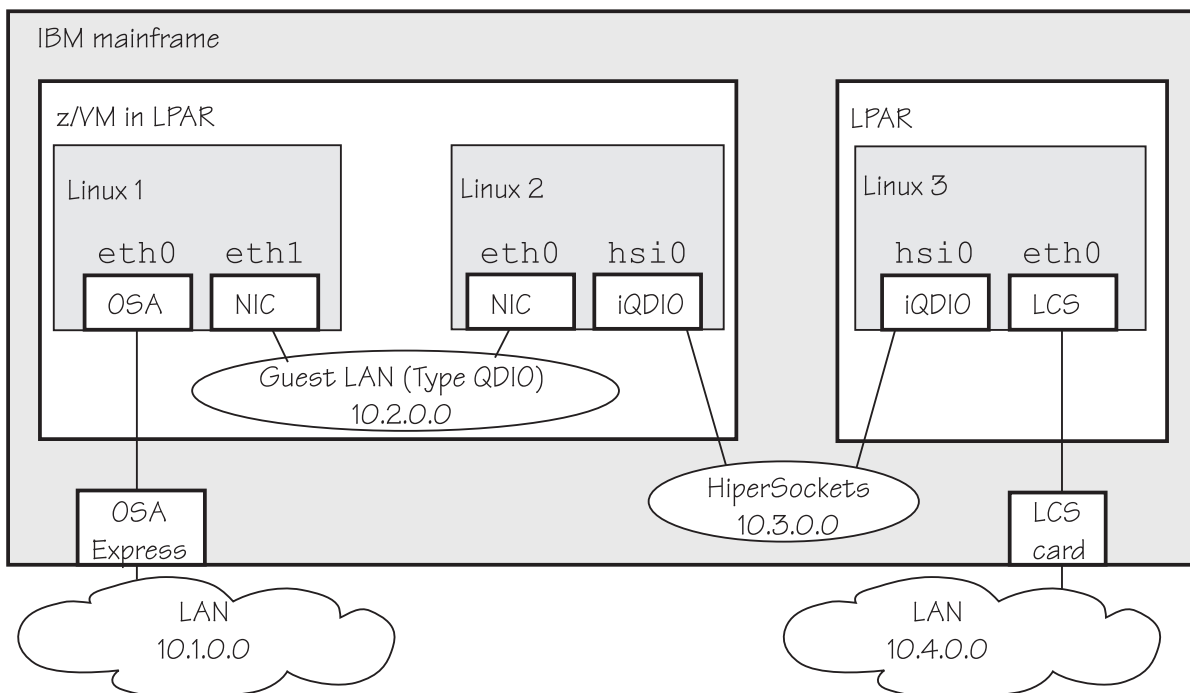 IBM mainframe
z/VM in LPAR
LPAR
Linux 1
Linux 2
Linux 3
eth0 eth1
eth0 hsi0
hsi0 eth0
OSA
NIC
NIC
iQDIO
iQDIO
LCS
Guest LAN (Type QDIO)
10.2.0.0
HiperSockets
10.3.0.0
OSA
Express
LCS
card
LAN
10.1.0.0
LAN
10.4.0.0